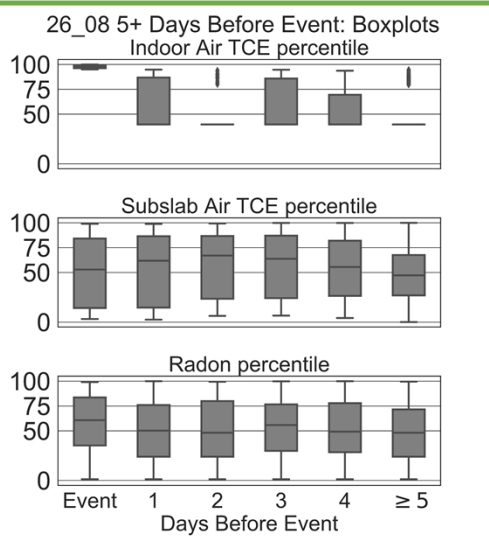 26_08 5+ Days Before Event: Boxplots
Indoor Air TCE percentile
100
75
50
0
Subslab Air TCE percentile
100
75
50
0
Radon percentile
100
75
50
0
Event 1 2 3 4 ≥ 5
Days Before Event